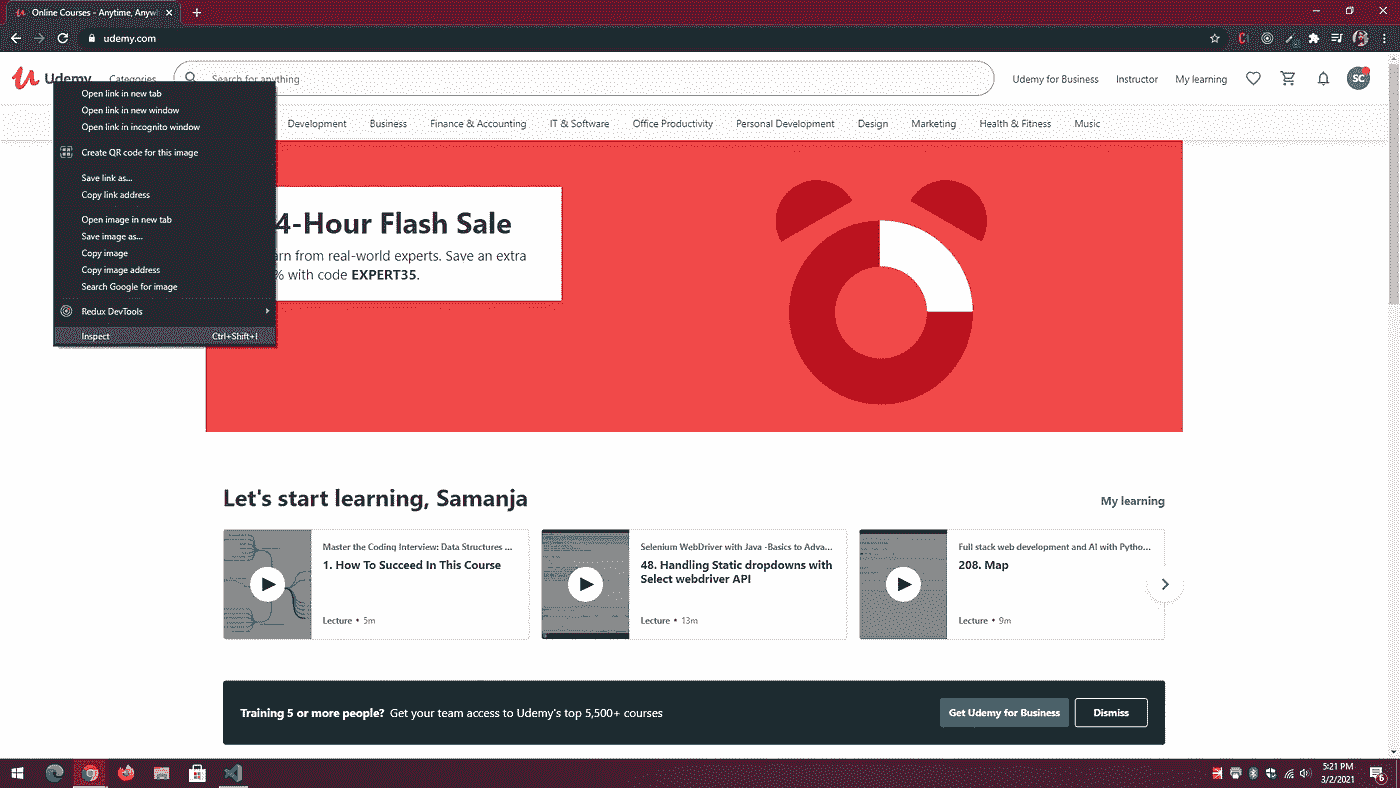 Online Courses - Anytime, Anyw
udemy.com
Udemy
Categories
Search for anything
Udemy for Business
Instructor
My learning
SC
Open link in new tab
Open link in new window
Open link in incognito window
Create QR code for this image
Save link as...
Copy link address
Open image in new tab
Save image as...
Copy image
Copy image address
Search Google for image
Redux DevTools
Inspect Ctrl+Shift+I
Development
Business
Finance & Accounting
IT & Software
Office Productivity
Personal Development
Design
Marketing
Health & Fitness
Music
4-Hour Flash Sale
arn from real-world experts. Save an extra
% with code EXPERT35.
Let's start learning, Samanja
My learning
Master the Coding Interview: Data Structures ...
1. How To Succeed In This Course
Lecture • 5m
Selenium WebDriver with Java -Basics to Adva...
48. Handling Static dropdowns with
Select webdriver API
Lecture • 13m
Full stack web development and AI with Pytho...
208. Map
Lecture • 9m
Training 5 or more people? Get your team access to Udemy's top 5,500+ courses
Get Udemy for Business
Dismiss
5:21 PM
3/2/2021
6